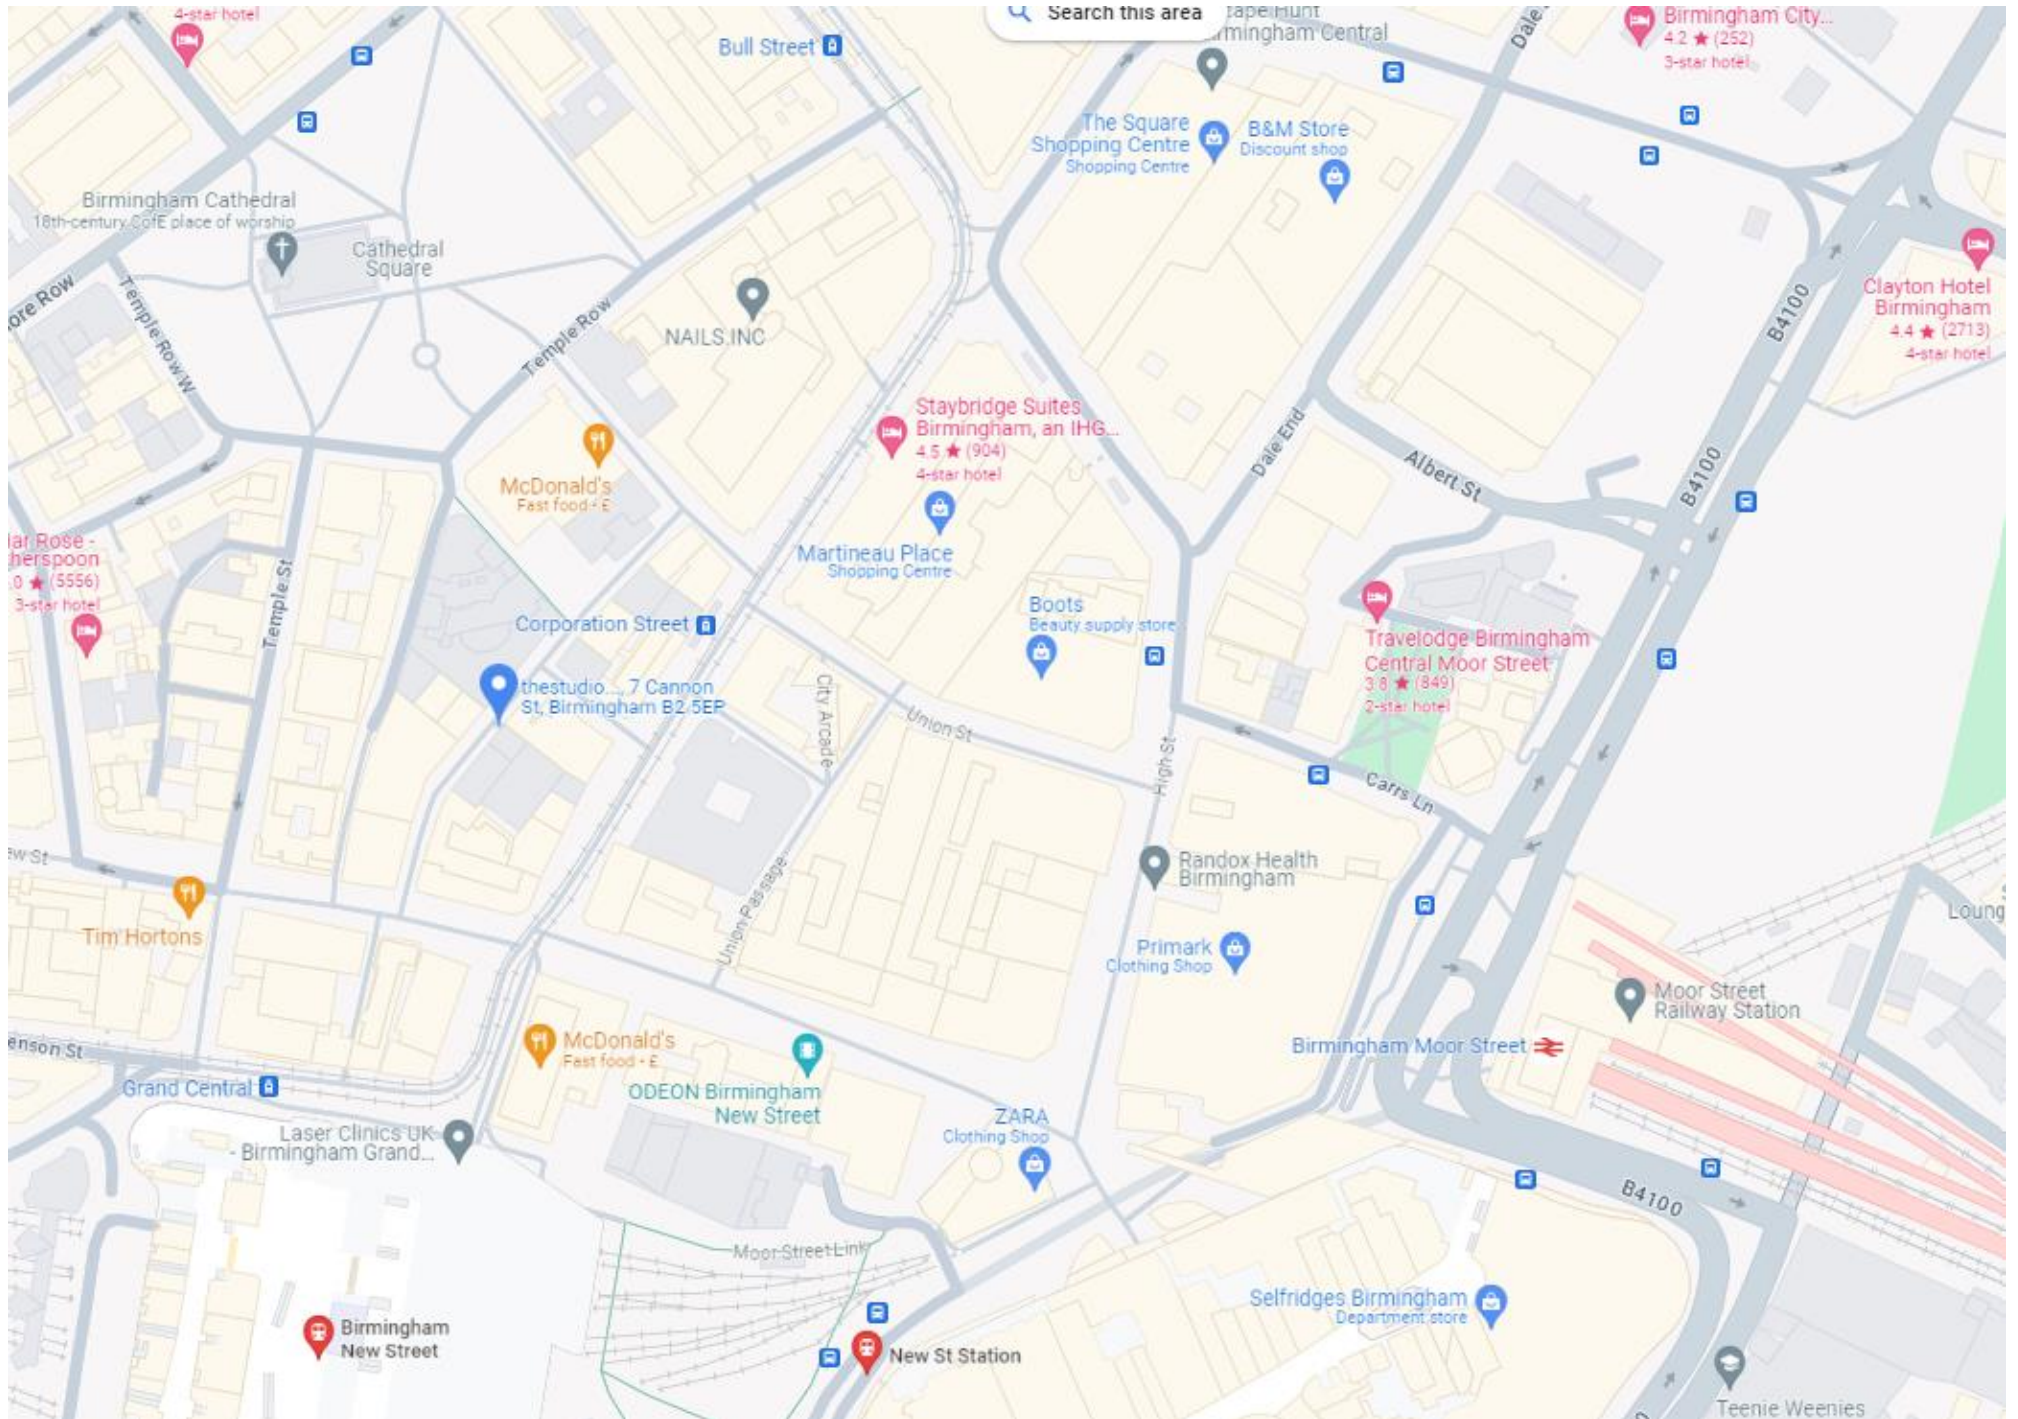 4-star hotel
Bull Street
Search this area
Birmingham Central
Birmingham City...
4.2 ★ (252)
3-star hotel
The Square
Shopping Centre
Shopping Centre
B&M Store
Discount shop
Birmingham Cathedral
18th-century CofE place of worship
Cathedral
Square
Temple Row W
Temple Row
NAILS.INC
B4100
Clayton Hotel
Birmingham
4.4 ★ (2713)
4-star hotel
Staybridge Suites
Birmingham, an IHG...
4.5 ★ (904)
4-star hotel
Dale End
Albert St
B4100
McDonald's
Fast food · £
Martineau Place
Shopping Centre
(5556)
3-star hotel
Temple St
Corporation Street
Boots
Beauty supply store
Travelodge Birmingham
Central Moor Street
3.8 ★ (849)
2-star hotel
thestudio..., 7 Cannon
St, Birmingham B2 5EP
City Arcade
Union St
High St
Carrs Ln
Randox Health
Birmingham
Union Passage
Tim Hortons
Primark
Clothing Shop
Moor Street
Railway Station
Birmingham Moor Street
McDonald's
Fast food · £
Grand Central
ODEON Birmingham
New Street
Laser Clinics UK
- Birmingham Grand...
ZARA
Clothing Shop
B4100
Moor Street Link
Selfridges Birmingham
Department store
Birmingham
New Street
New St Station
Teenie Weenies